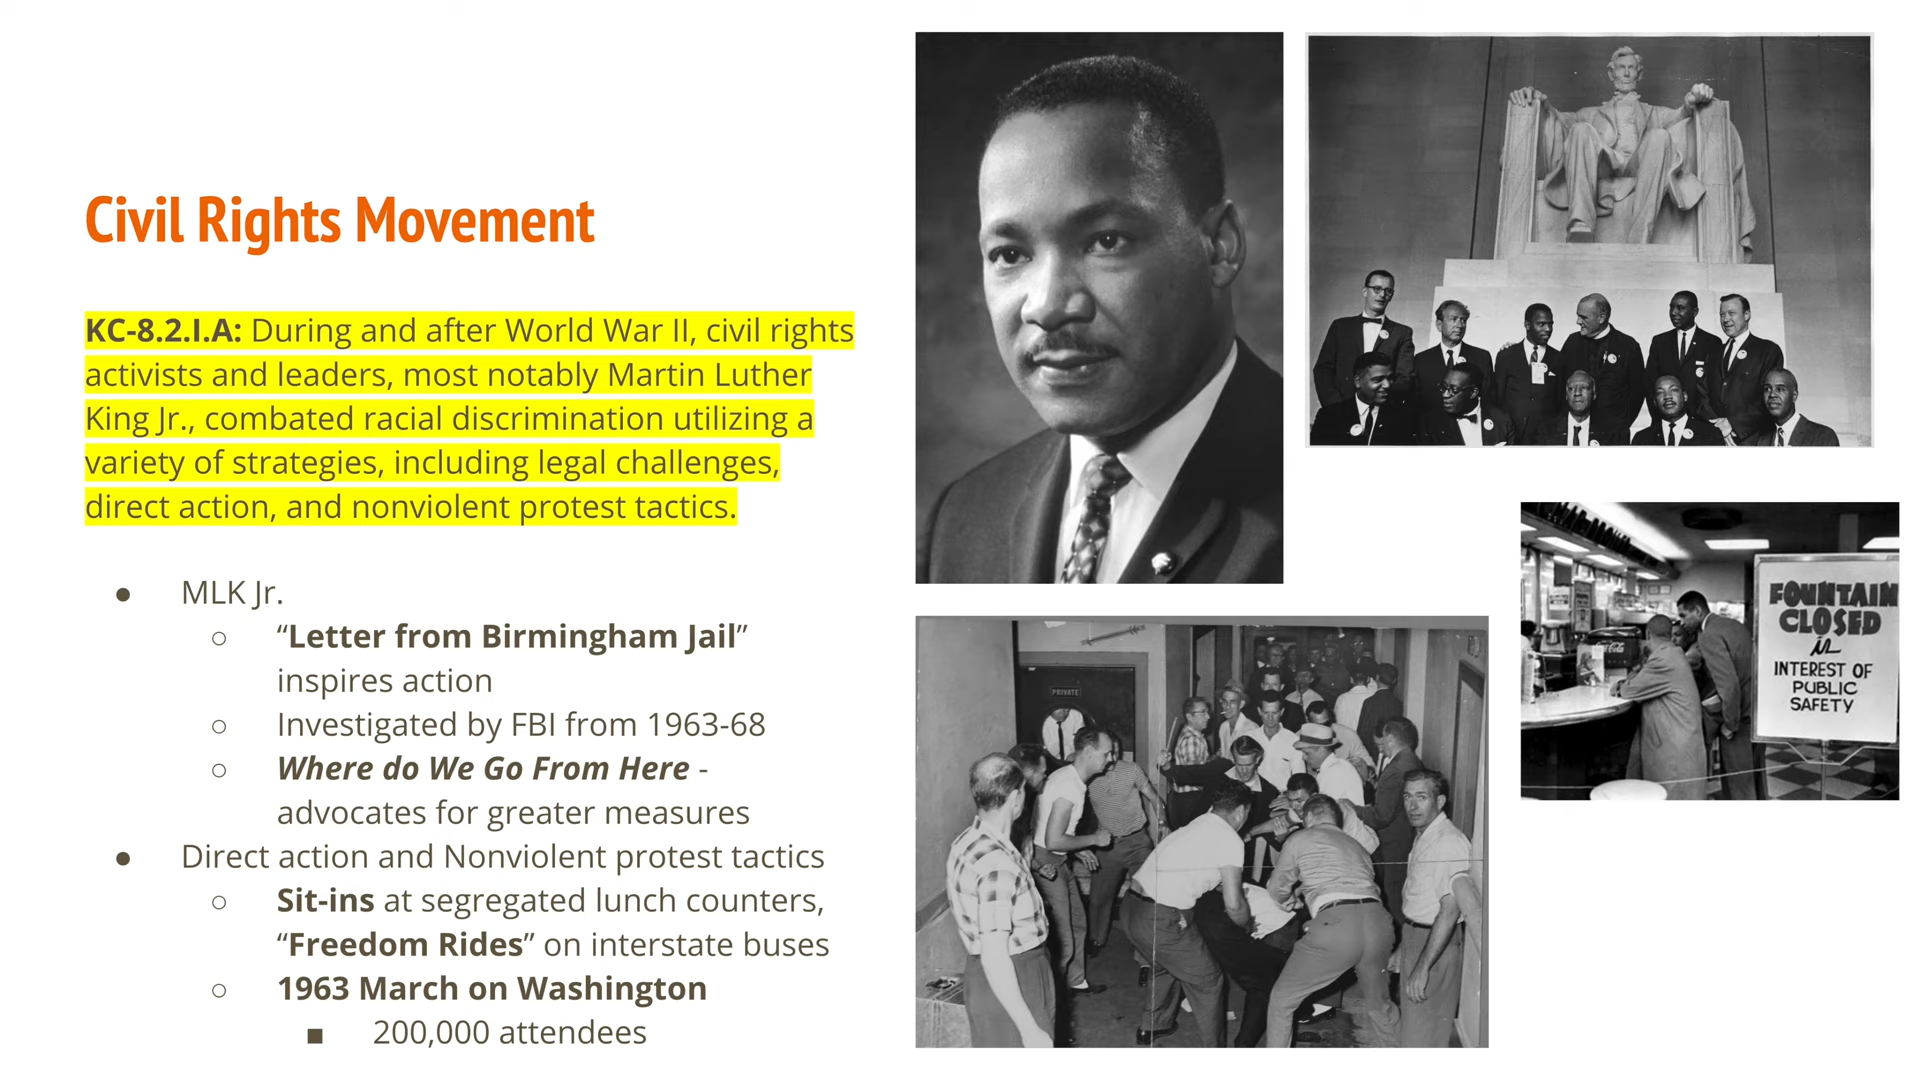 Civil Rights Movement
KC-8.2.I.A: During and after World War II, civil rights
activists and leaders, most notably Martin Luther
King Jr., combated racial discrimination utilizing a
variety of strategies, including legal challenges,
direct action, and nonviolent protest tactics.
● MLK Jr.
○ “Letter from Birmingham Jail”
inspires action
○ Investigated by FBI from 1963-68
○ Where do We Go From Here -
advocates for greater measures
● Direct action and Nonviolent protest tactics
○ Sit-ins at segregated lunch counters,
“Freedom Rides” on interstate buses
○ 1963 March on Washington
■ 200,000 attendees
PRIVATE
Coca-Cola
FOUNTAIN
CLOSED
in
INTEREST OF
PUBLIC
SAFETY